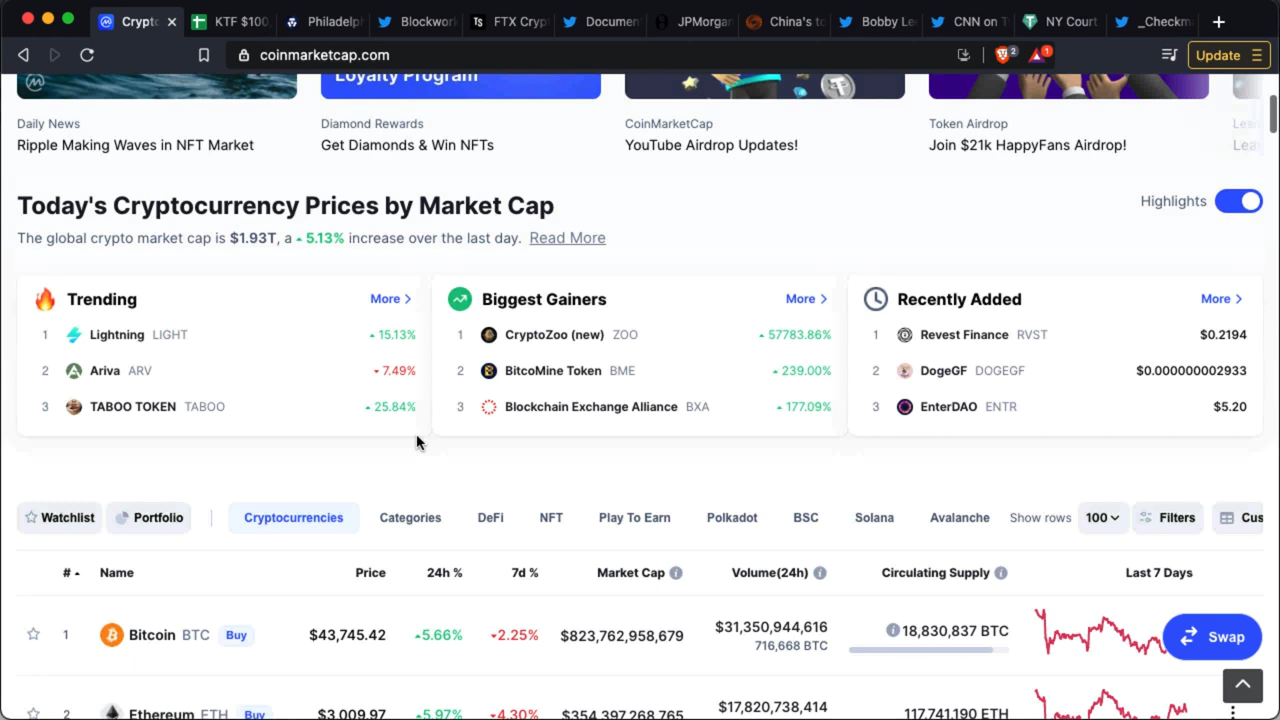 Crypto
KTF $100,
Philadelp
Blockwork
Ts FTX Cryp
Document
JPMorgan
China's to
Bobby Le
CNN on T
NY Court
_Checkma
coinmarketcap.com
2
1
Update
Loyalty Program
Daily News
Ripple Making Waves in NFT Market
Diamond Rewards
Get Diamonds & Win NFTs
CoinMarketCap
YouTube Airdrop Updates!
Token Airdrop
Join $21k HappyFans Airdrop!
Lea
Lea
Today's Cryptocurrency Prices by Market Cap
Highlights
The global crypto market cap is $1.93T, a 5.13% increase over the last day. Read More
Trending
More
1 Lightning LIGHT 15.13%
2 Ariva ARV 7.49%
3 TABOO TOKEN TABOO 25.84%
Biggest Gainers
More
1 CryptoZoo (new) ZOO 57783.86%
2 BitcoMine Token BME 239.00%
3 Blockchain Exchange Alliance BXA 177.09%
Recently Added
More
1 Revest Finance RVST $0.2194
2 DogeGF DOGEGF $0.000000002933
3 EnterDAO ENTR $5.20
Watchlist Portfolio Cryptocurrencies Categories DeFi NFT Play To Earn Polkadot BSC Solana Avalanche Show rows 100 Filters Cus
# Name Price 24h % 7d % Market Cap Volume(24h) Circulating Supply Last 7 Days
1 Bitcoin BTC Buy $43,745.42 5.66% 2.25% $823,762,958,679 $31,350,944,616 18,830,837 BTC
716,668 BTC
Swap
2 Ethereum ETH Buy $3,009.97 5.97% 4.30% $354,397,268,765 $17,820,738,414 117,741,190 ETH